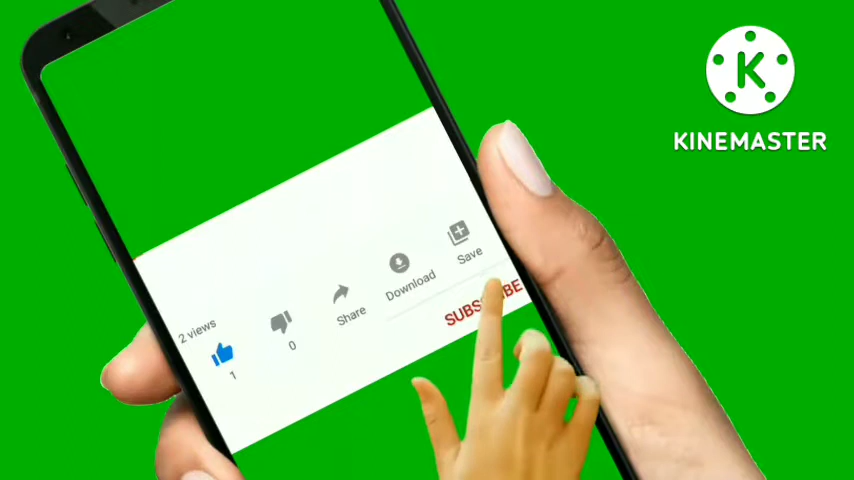 K
KINEMASTER
2 views
1
0
Share
Download
Save
SUBSCRIBE